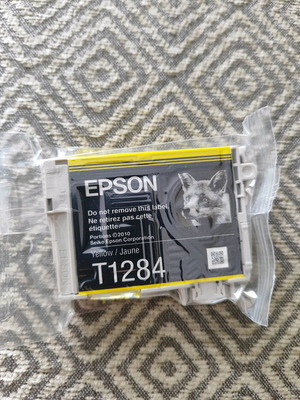 EPSON
Do not remove this label
Ne retirez pas cette
étiquette
Portions ©2010
Seiko Epson Corporation
Yellow / Jaune
T1284